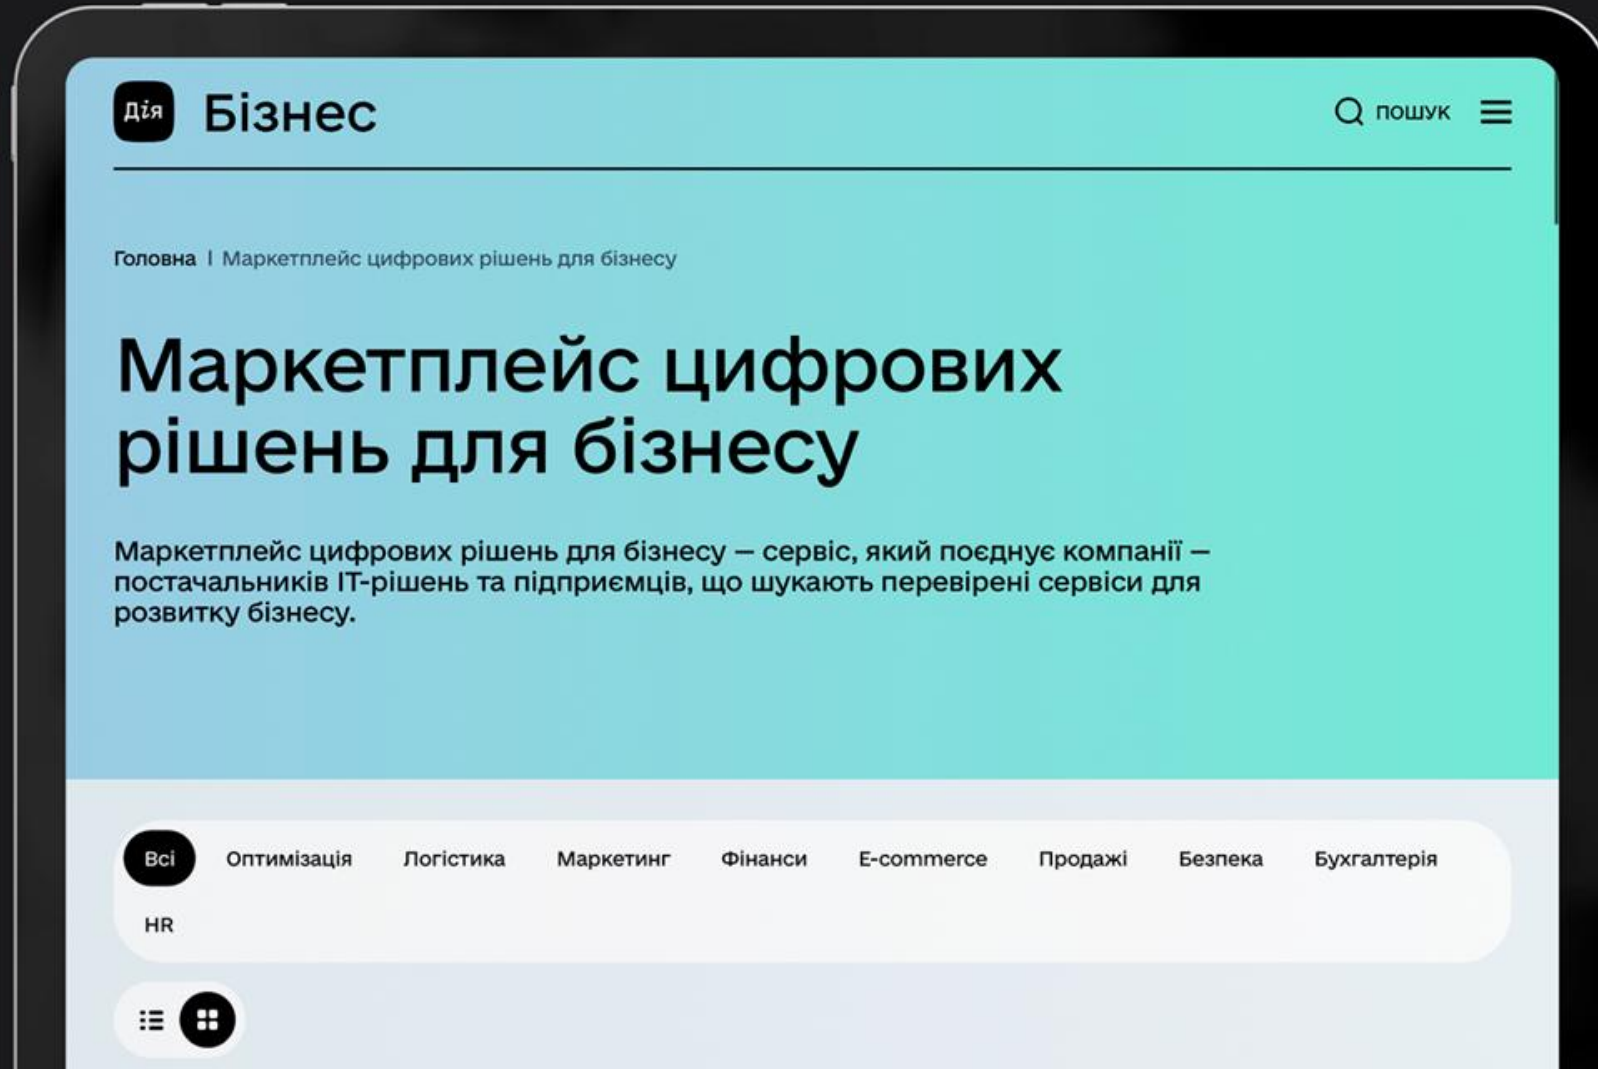 Дія Бізнес
пошук
Головна | Маркетплейс цифрових рішень для бізнесу
Маркетплейс цифрових
рішень для бізнесу
Маркетплейс цифрових рішень для бізнесу — сервіс, який поєднує компанії —
постачальників ІТ-рішень та підприємців, що шукають перевірені сервіси для
розвитку бізнесу.
Всі Оптимізація Логістика Маркетинг Фінанси E-commerce Продажі Безпека Бухгалтерія
HR